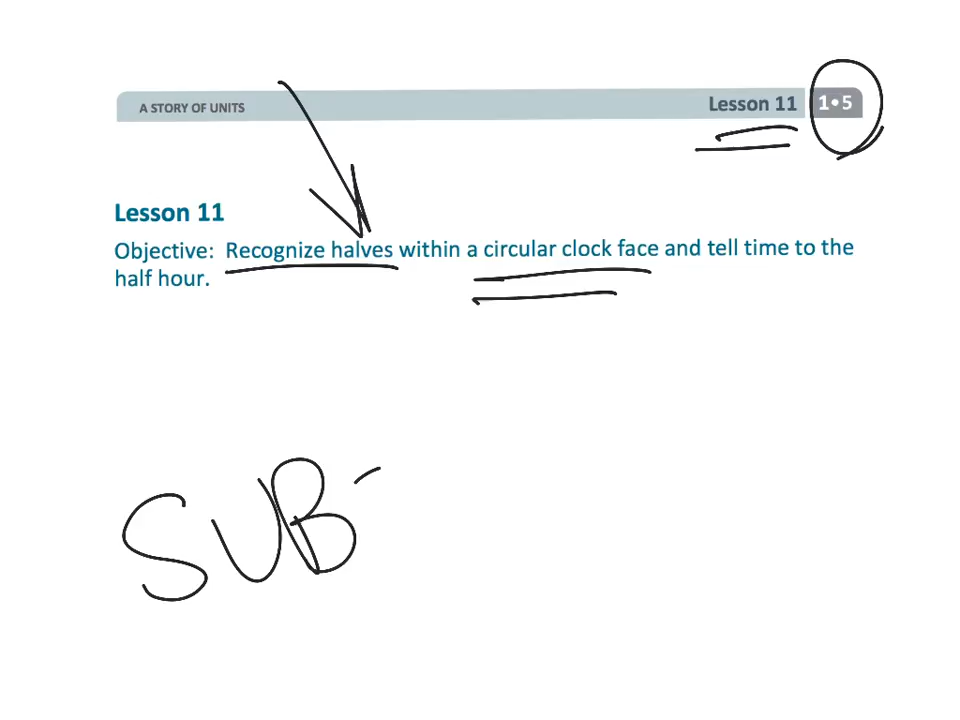 A STORY OF UNITS Lesson 11 1•5
Lesson 11
Objective: Recognize halves within a circular clock face and tell time to the
half hour.
SUB